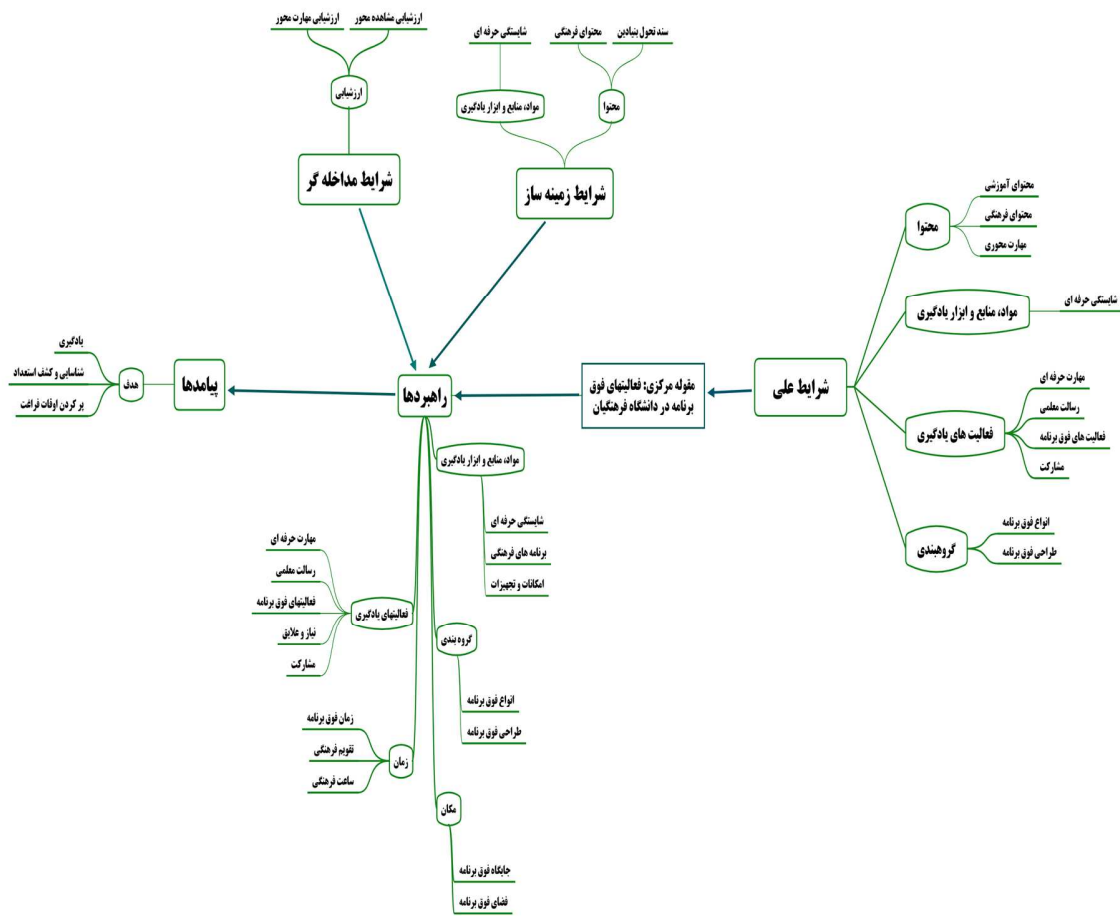 ارزشیابی مشاهده محور
ارزشیابی مهارت محور
ارزشیابی
شرایط مداخله گر
سند تحول بنیادین
محتوای فرهنگی
شایستگی حرفه ای
محتوا
مواد، منابع و ابزار یادگیری
شرایط زمینه ساز
شرایط علی
محتوا
محتوای آموزشی
محتوای فرهنگی
مهارت محوری
مواد، منابع و ابزار یادگیری
شایستگی حرفه ای
فعالیت های یادگیری
مهارت حرفه ای
رسالت معلمی
فعالیت های فوق برنامه
مشارکت
گروهبندی
انواع فوق برنامه
طراحی فوق برنامه
مقوله مرکزی: فعالیتهای فوق
برنامه در دانشگاه فرهنگیان
راهبردها
مواد، منابع و ابزار یادگیری
شایستگی حرفه ای
برنامه های فرهنگی
امکانات و تجهیزات
فعالیتهای یادگیری
مهارت حرفه ای
رسالت معلمی
فعالیتهای فوق برنامه
نیاز و علایق
مشارکت
گروه بندی
انواع فوق برنامه
طراحی فوق برنامه
زمان
زمان فوق برنامه
تقویم فرهنگی
ساعت فرهنگی
مکان
جایگاه فوق برنامه
فضای فوق برنامه
پیامدها
هدف
یادگیری
شناسایی و کشف استعداد
پر کردن اوقات فراغت